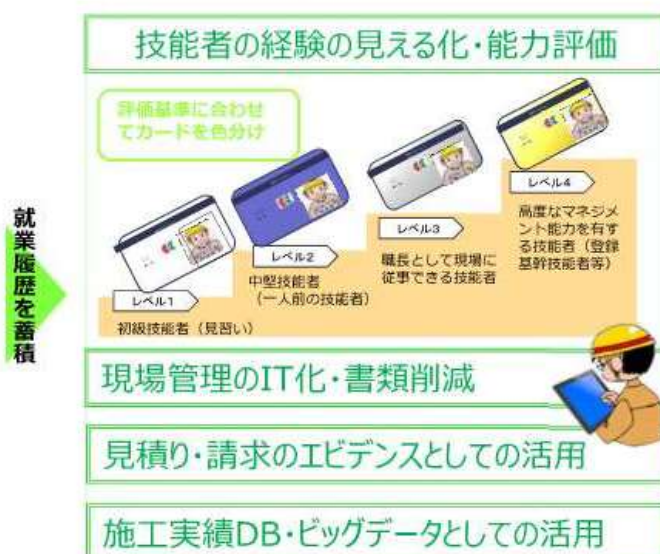 技能者の経験の見える化・能力評価
評価基準に合わせ
てカードを色分け
就業履歴を蓄積
レベル4
高度なマネジメ
ント能力を有す
る技能者（登録
基幹技能者等）
レベル3
職長として現場に
従事できる技能者
レベル2
中堅技能者
（一人前の技能者）
レベル1
初級技能者（見習い）
現場管理のIT化・書類削減
見積り・請求のエビデンスとしての活用
施工実績DB・ビッグデータとしての活用